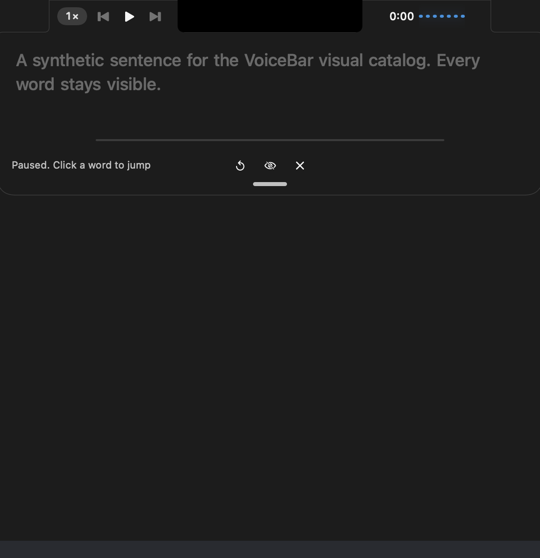 1×
0:00
A synthetic sentence for the VoiceBar visual catalog. Every
word stays visible.
Paused. Click a word to jump